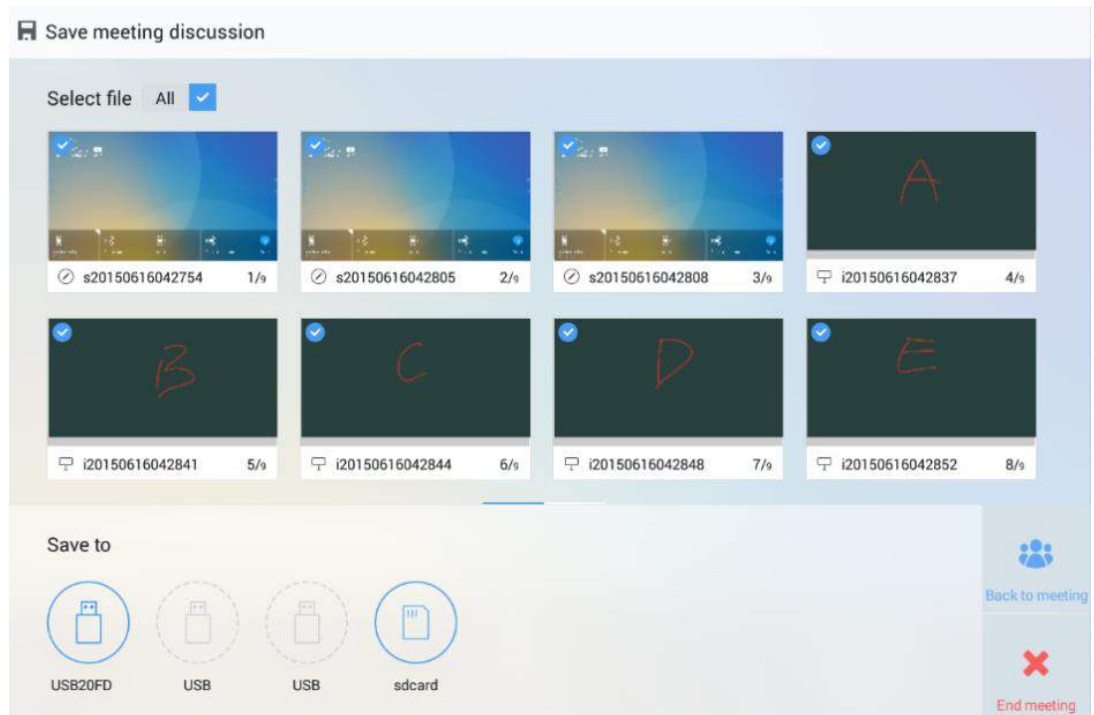 Save meeting discussion
Select file All
s20150616042754 1/9
s20150616042805 2/9
s20150616042808 3/9
A
i20150616042837 4/9
B
C
D
E
i20150616042841 5/9
i20150616042844 6/9
i20150616042848 7/9
i20150616042852 8/9
Save to
Back to meeting
USB20FD
USB
USB
sdcard
End meeting